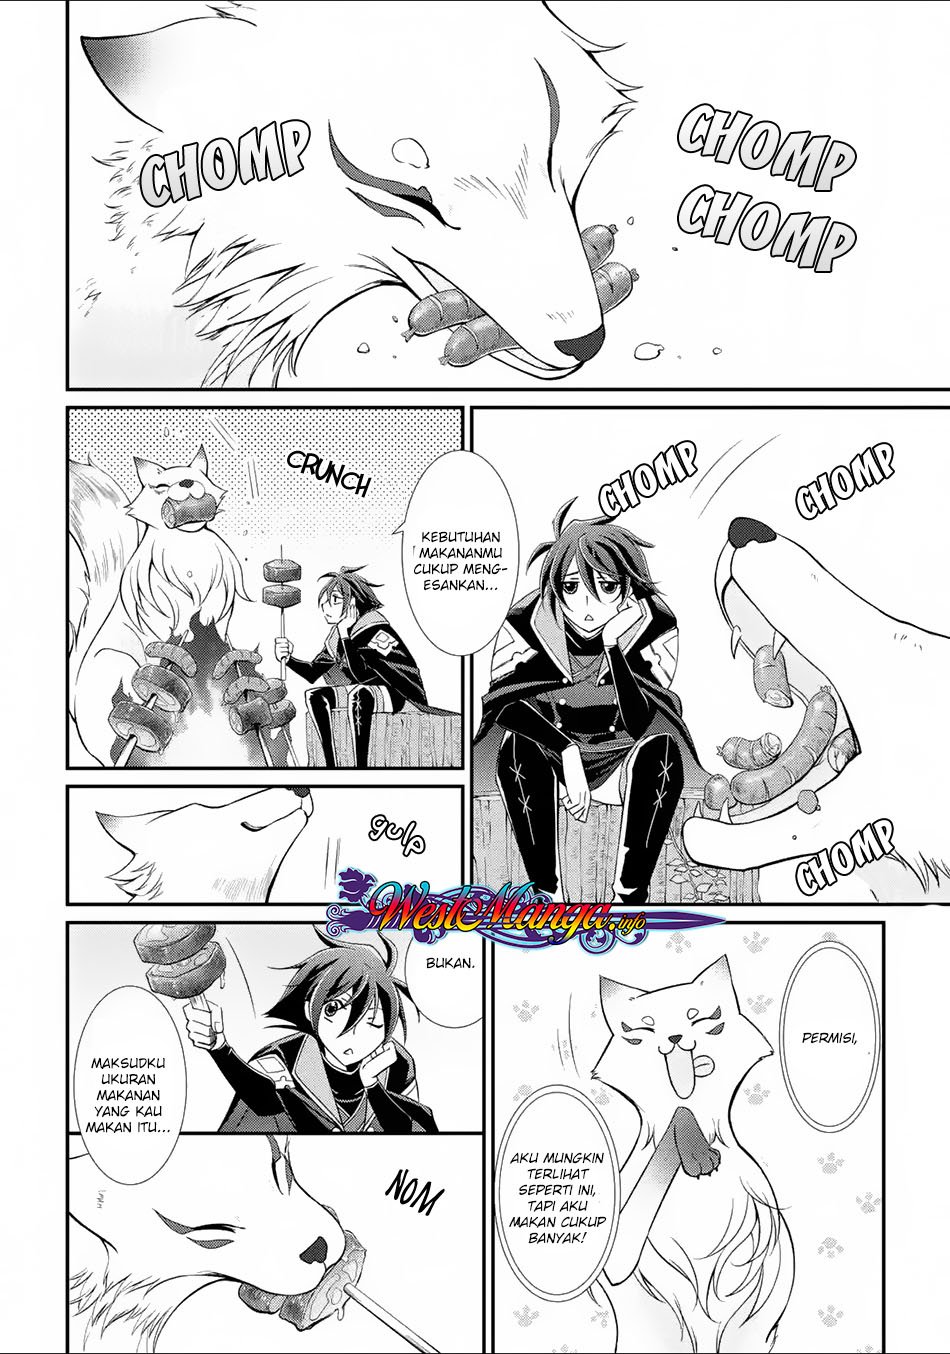 CHOMP
CHOMP
CHOMP
CRUNCH
KEBUTUHAN
MAKANANMU
CUKUP MENG-
ESANKAN...
CHOMP
CHOMP
CHOMP
gulp
WestManga.info
BUKAN.
MAKSUDKU
UKURAN
MAKANAN
YANG KAU
MAKAN ITU...
PERMISI,
AKU MUNGKIN
TERLIHAT
SEPERTI INI,
TAPI AKU
MAKAN CUKUP
BANYAK!
NOM